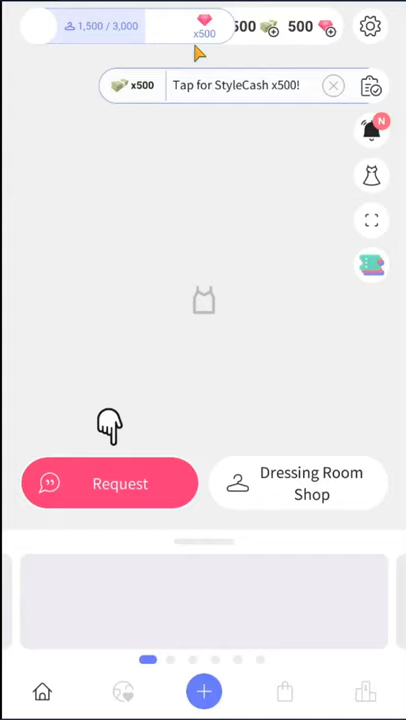 1,500 / 3,000
x500
500
500
x500
Tap for StyleCash x500!
N
Request
Dressing Room
Shop